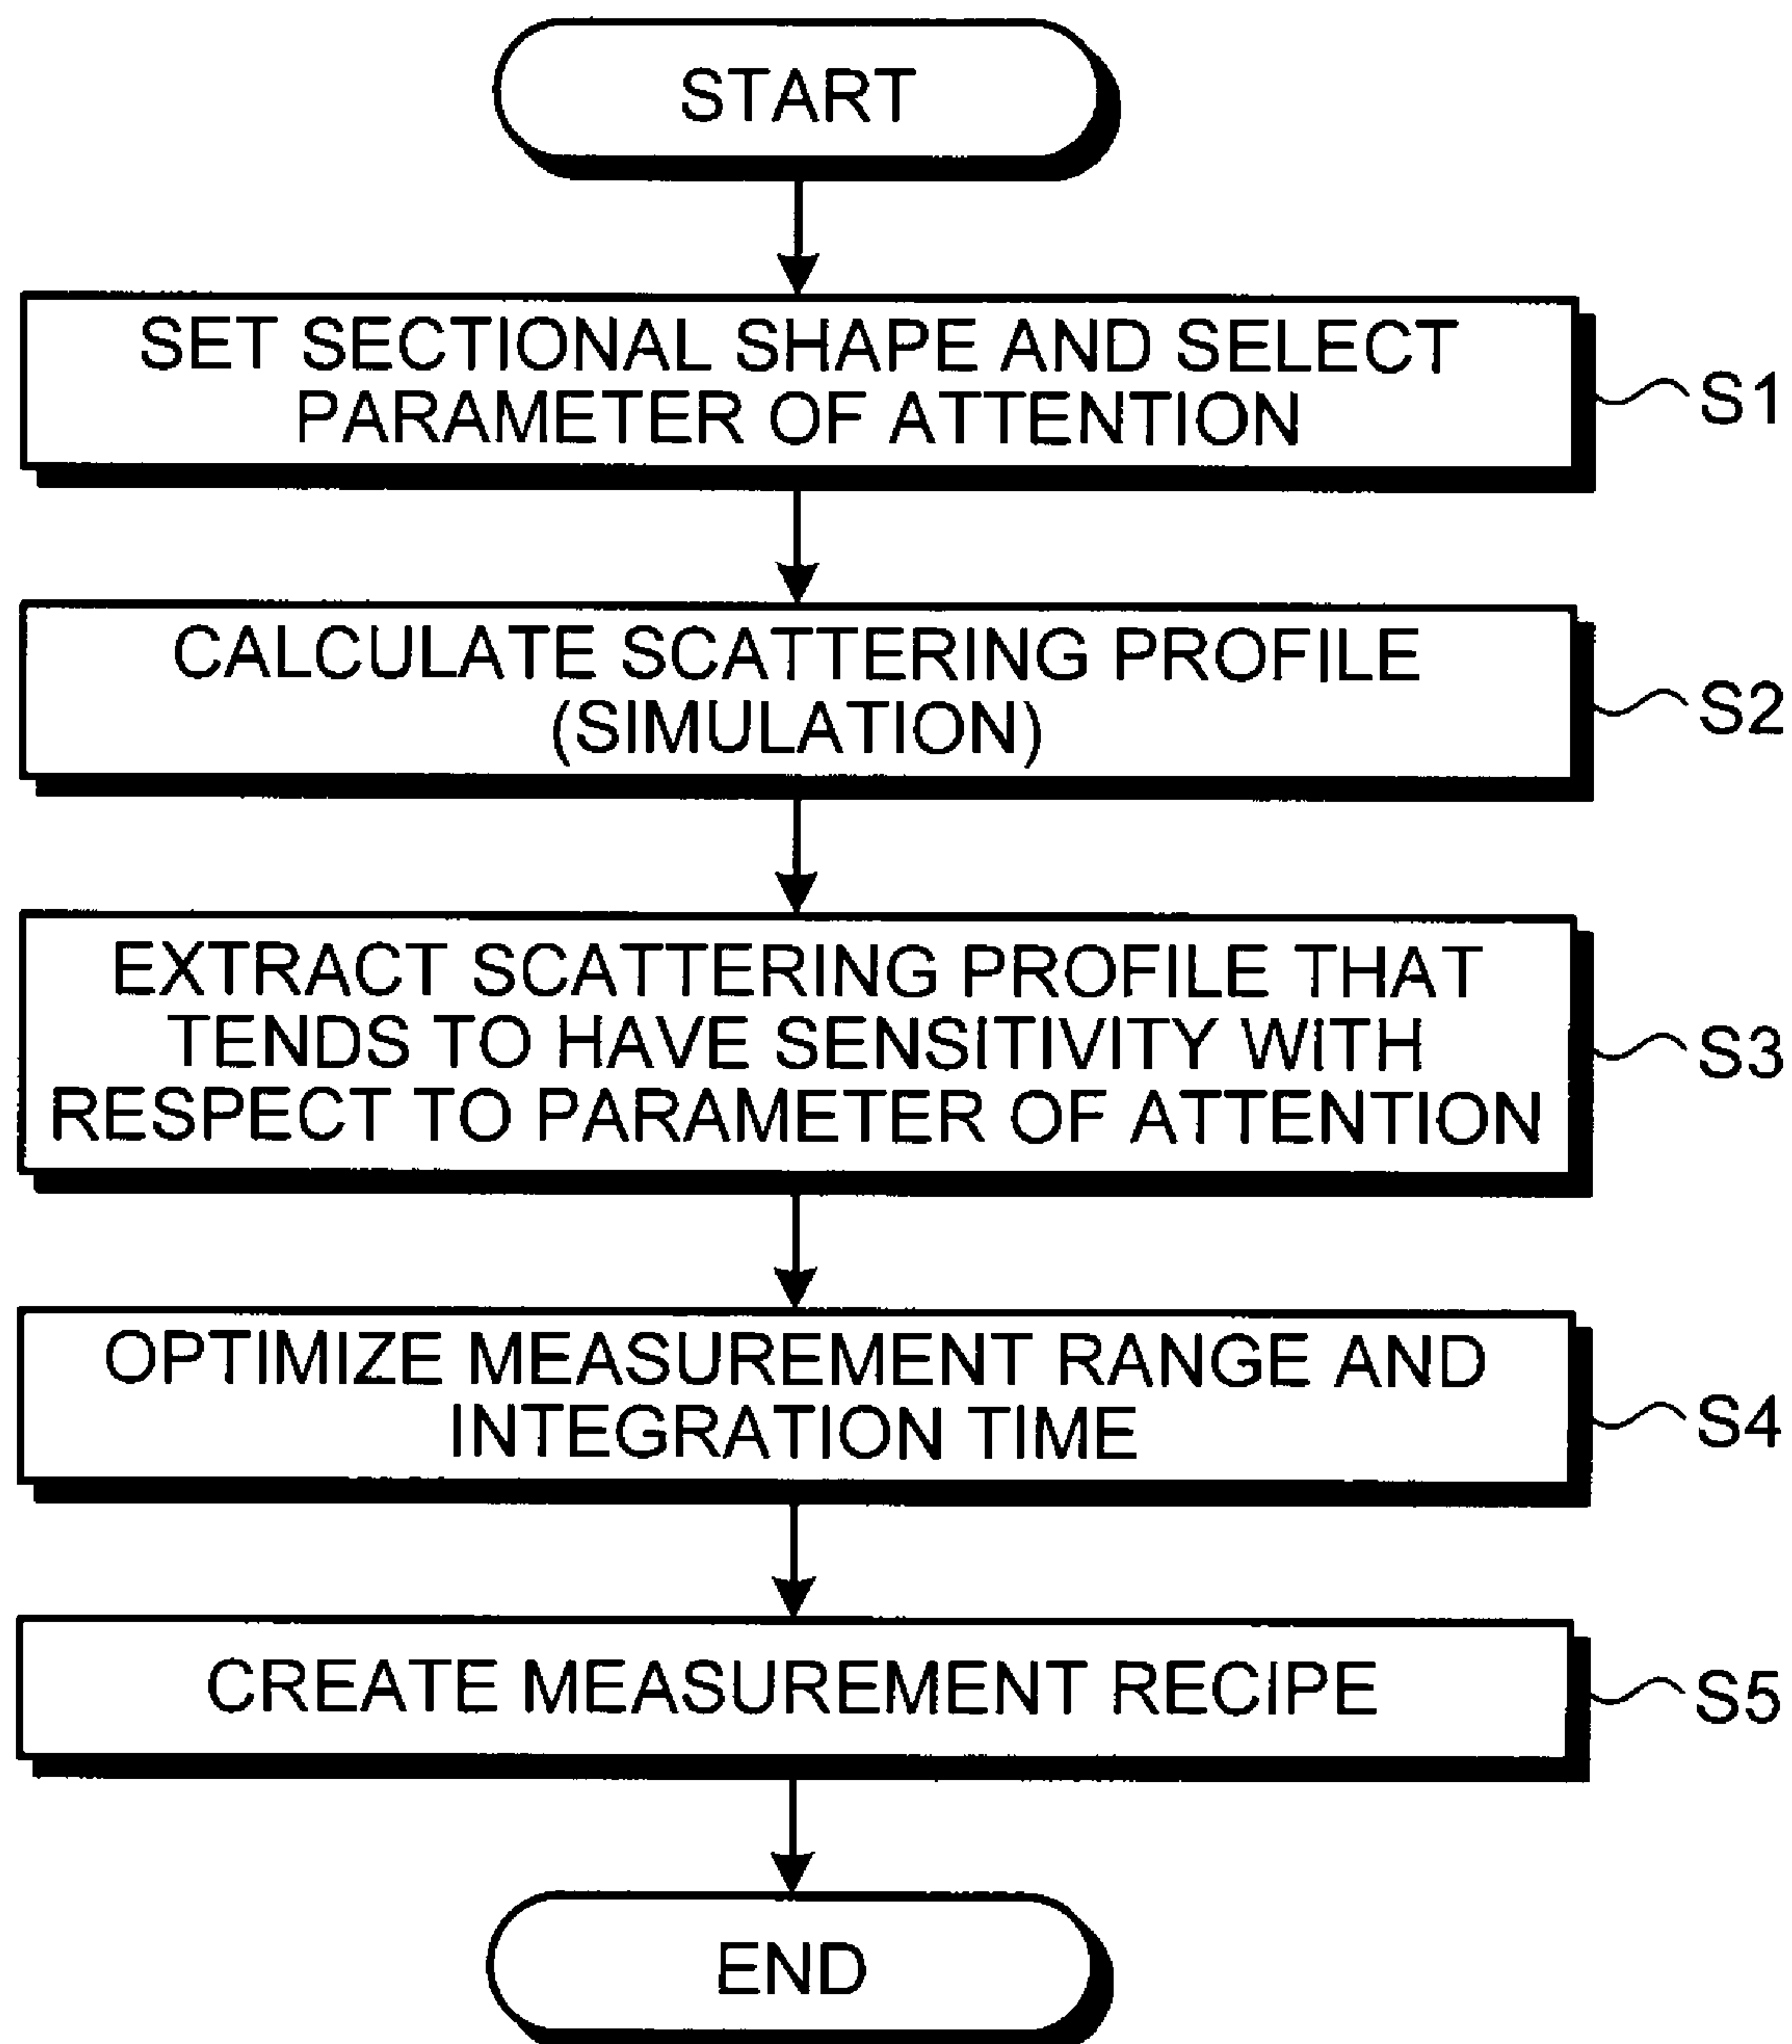 START
SET SECTIONAL SHAPE AND SELECT
PARAMETER OF ATTENTION
S1
CALCULATE SCATTERING PROFILE
(SIMULATION)
S2
EXTRACT SCATTERING PROFILE THAT
TENDS TO HAVE SENSITIVITY WITH
RESPECT TO PARAMETER OF ATTENTION
S3
OPTIMIZE MEASUREMENT RANGE AND
INTEGRATION TIME
S4
CREATE MEASUREMENT RECIPE
S5
END